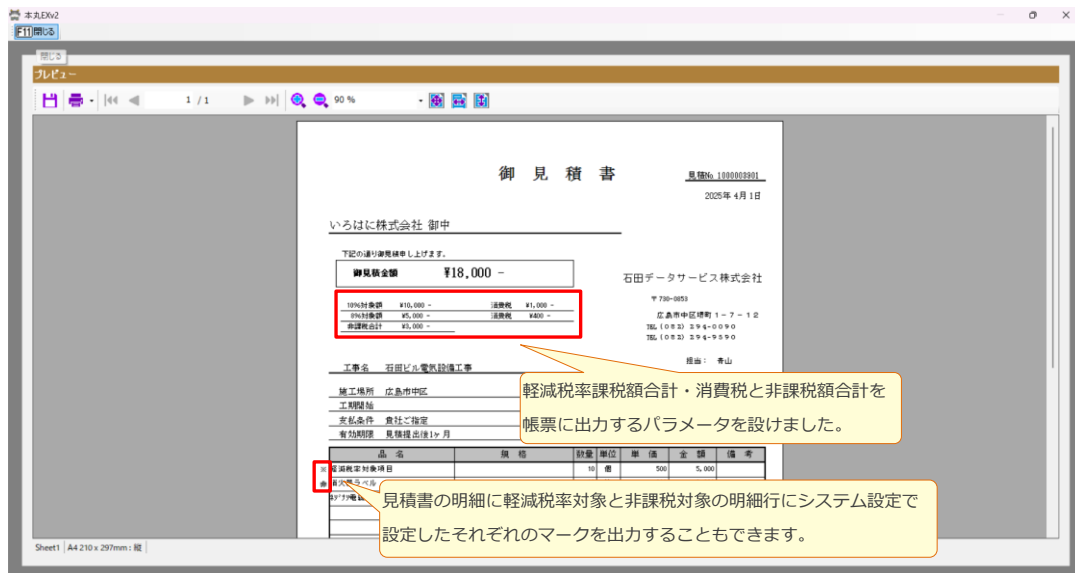 本丸EXv2
F11閉じる
閉じる
プレビュー
1 / 1
90 %
御 見 積 書
見積No 1000003901
2025年 4月 1日
いろはに株式会社 御中
下記の通り御見積申し上げます。
御見積金額 ¥18,000 −
石田データサービス株式会社
10%対象額 ¥10,000 − 消費税 ¥1,000 −
8%対象額 ¥5,000 − 消費税 ¥400 −
非課税合計 ¥3,000 −
〒 730-0853
広島市中区堺町1−7−12
TEL (082) 294-0090
TEL (082) 294-9590
担当： 青山
工事名 石田ビル電気設備工事
軽減税率課税額合計・消費税と非課税額合計を
帳票に出力するパラメータを設けました。
施工場所 広島市中区
工期開始
支払条件 貴社ご指定
有効期限 見積提出後1ヶ月
品 名 規 格 数量 単位 単 価 金 額 備 考
※ 軽減税率対象項目 10 個 500 5,000
見積書の明細に軽減税率対象と非課税対象の明細行にシステム設定で
設定したそれぞれのマークを出力することもできます。
Sheet1 A4 210 x 297mm : 縦